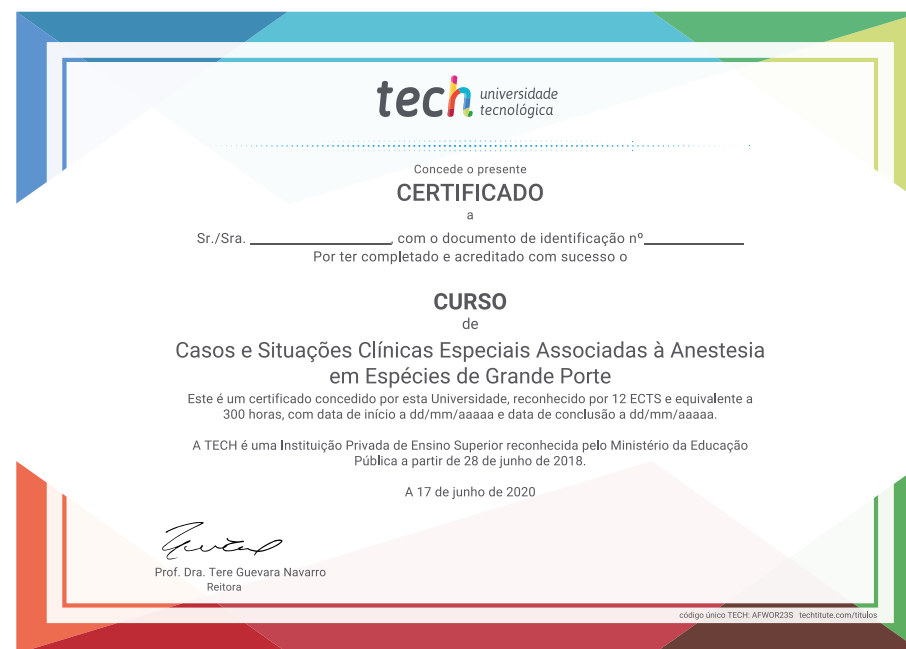 tech universidade
tecnológica
Concede o presente
CERTIFICADO
a
Sr./Sra. , com o documento de identificação nº
Por ter completado e acreditado com sucesso o
CURSO
de
Casos e Situações Clínicas Especiais Associadas à Anestesia
em Espécies de Grande Porte
Este é um certificado concedido por esta Universidade, reconhecido por 12 ECTS e equivalente a
300 horas, com data de início a dd/mm/aaaaa e data de conclusão a dd/mm/aaaaa.
A TECH é uma Instituição Privada de Ensino Superior reconhecida pelo Ministério da Educação
Pública a partir de 28 de junho de 2018.
A 17 de junho de 2020
Prof. Dra. Tere Guevara Navarro
Reitora
código único TECH: AFWOR23S techtitute.com/titulos